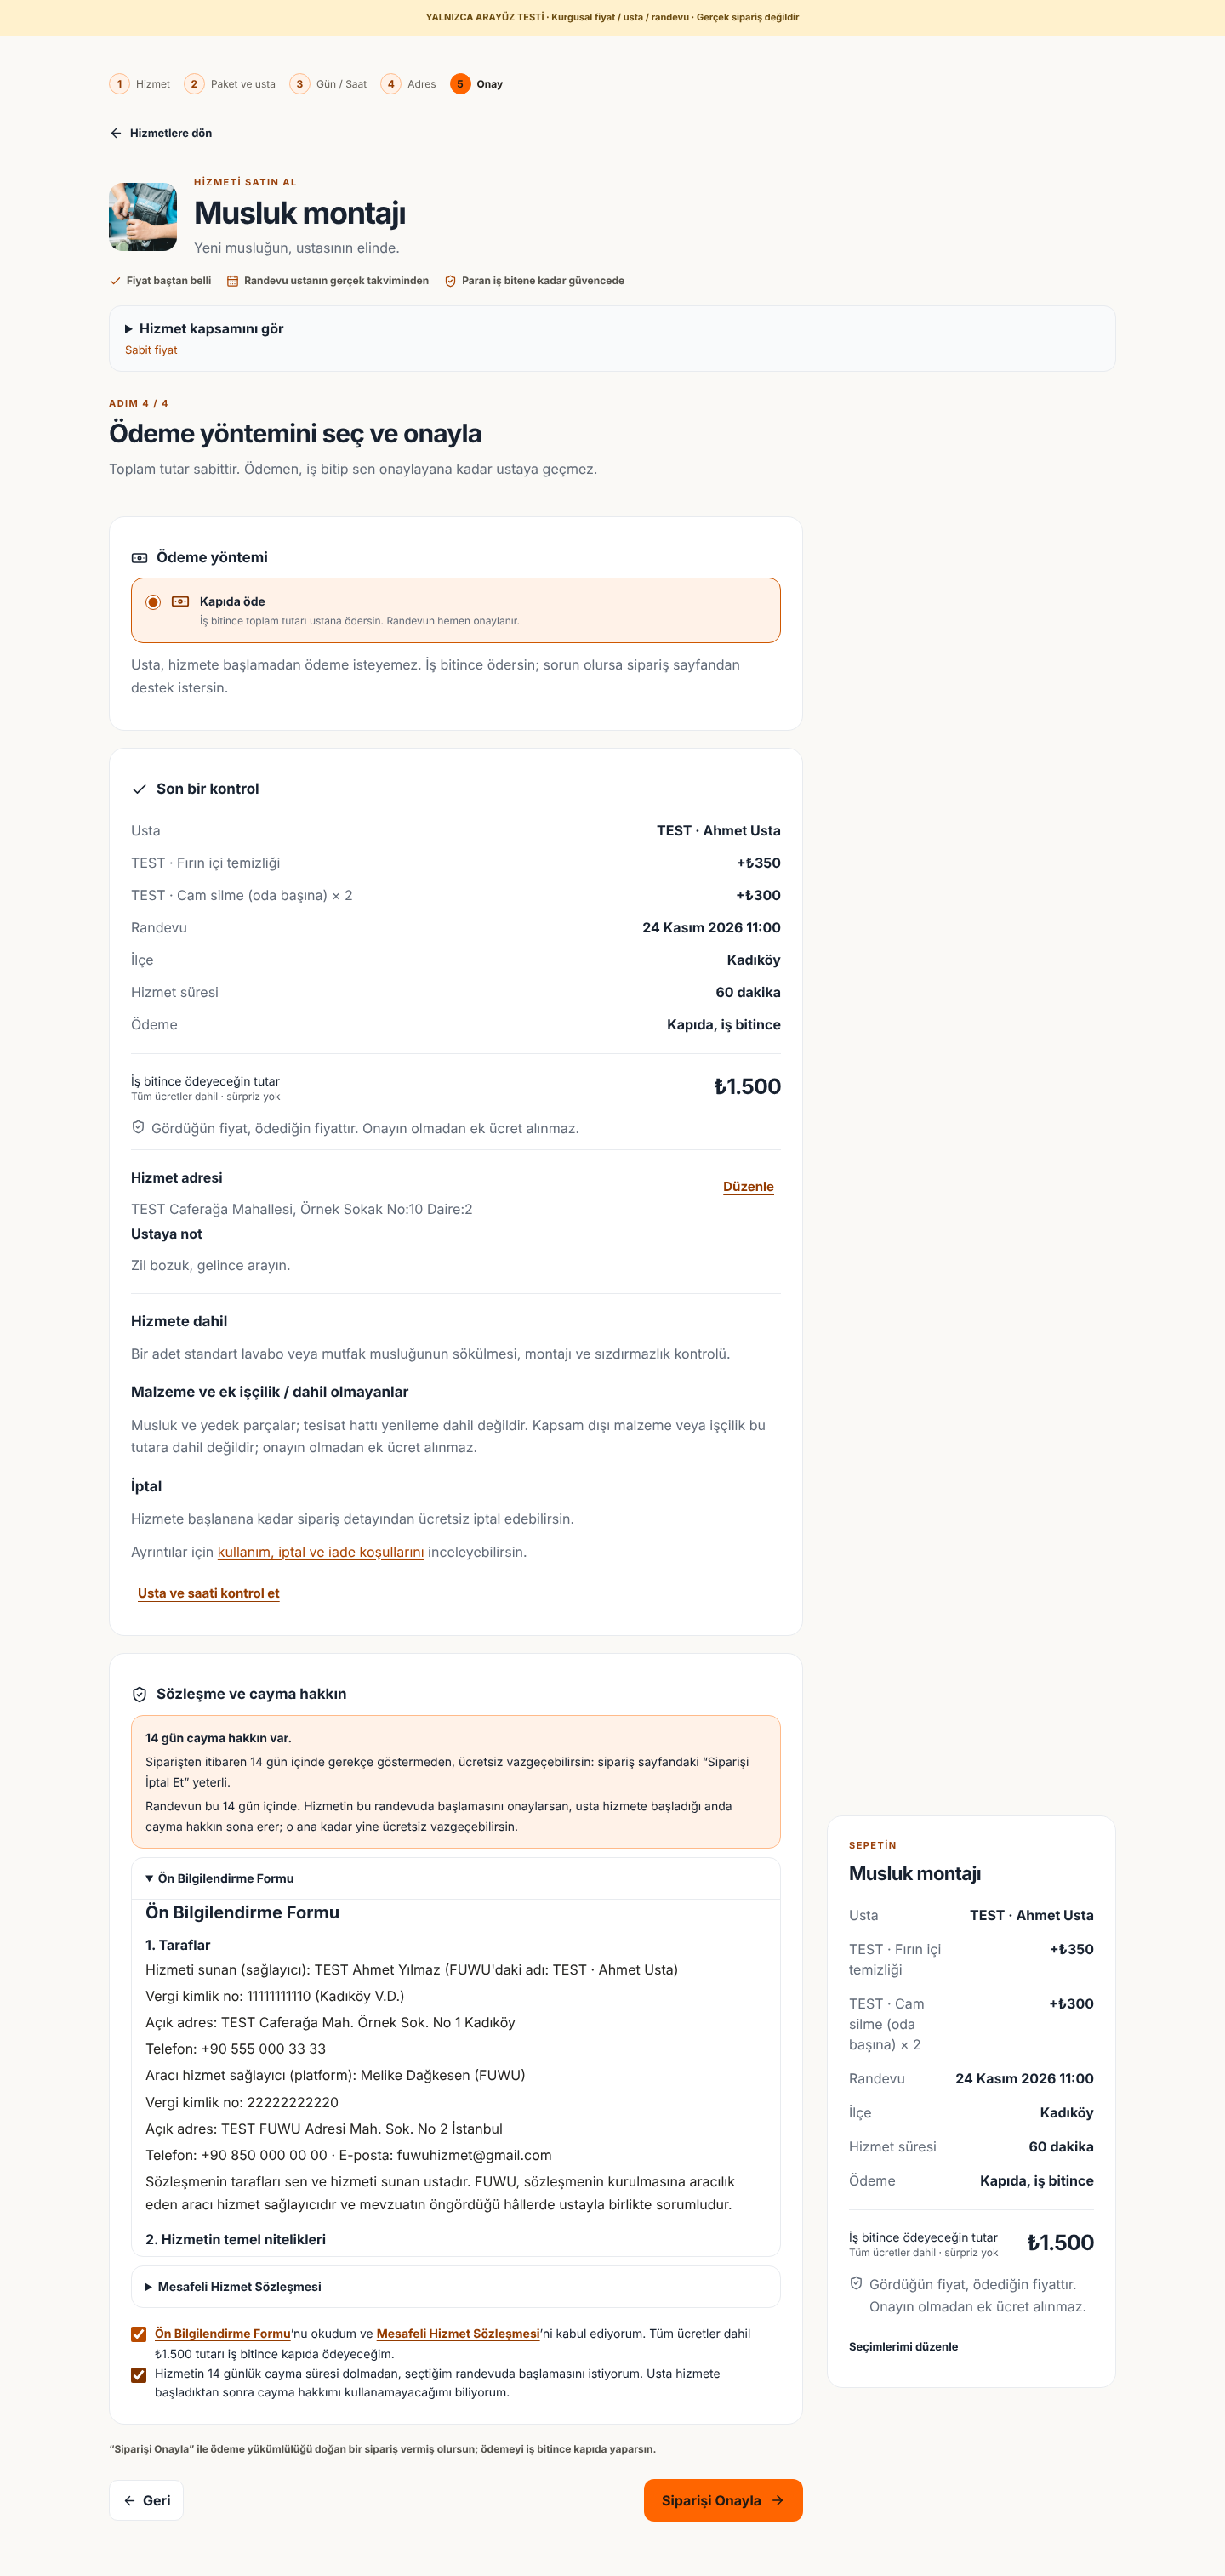 YALNIZCA ARAYÜZ TESTİ · Kurgusal fiyat / usta / randevu · Gerçek sipariş değildir
1 Hizmet 2 Paket ve usta 3 Gün / Saat 4 Adres 5 Onay
← Hizmetlere dön
HİZMETİ SATIN AL
Musluk montajı
Yeni musluğun, ustasının elinde.
Fiyat baştan belli Randevu ustanın gerçek takviminden Paran iş bitene kadar güvencede
Hizmet kapsamını gör
Sabit fiyat
ADIM 4 / 4
Ödeme yöntemini seç ve onayla
Toplam tutar sabittir. Ödemen, iş bitip sen onaylayana kadar ustaya geçmez.
Ödeme yöntemi
Kapıda öde
İş bitince toplam tutarı ustana ödersin. Randevun hemen onaylanır.
Usta, hizmete başlamadan ödeme isteyemez. İş bitince ödersin; sorun olursa sipariş sayfandan
destek istersin.
Son bir kontrol
Usta TEST · Ahmet Usta
TEST · Fırın içi temizliği +₺350
TEST · Cam silme (oda başına) × 2 +₺300
Randevu 24 Kasım 2026 11:00
İlçe Kadıköy
Hizmet süresi 60 dakika
Ödeme Kapıda, iş bitince
İş bitince ödeyeceğin tutar ₺1.500
Tüm ücretler dahil · sürpriz yok
Gördüğün fiyat, ödediğin fiyattır. Onayın olmadan ek ücret alınmaz.
Hizmet adresi
Düzenle
TEST Caferağa Mahallesi, Örnek Sokak No:10 Daire:2
Ustaya not
Zil bozuk, gelince arayın.
Hizmete dahil
Bir adet standart lavabo veya mutfak musluğunun sökülmesi, montajı ve sızdırmazlık kontrolü.
Malzeme ve ek işçilik / dahil olmayanlar
Musluk ve yedek parçalar; tesisat hattı yenileme dahil değildir. Kapsam dışı malzeme veya işçilik bu
tutara dahil değildir; onayın olmadan ek ücret alınmaz.
İptal
Hizmete başlanana kadar sipariş detayından ücretsiz iptal edebilirsin.
Ayrıntılar için kullanım, iptal ve iade koşullarını inceleyebilirsin.
Usta ve saati kontrol et
Sözleşme ve cayma hakkın
14 gün cayma hakkın var.
Siparişten itibaren 14 gün içinde gerekçe göstermeden, ücretsiz vazgeçebilirsin: sipariş sayfandaki “Siparişi
İptal Et” yeterli.
Randevun bu 14 gün içinde. Hizmetin bu randevuda başlamasını onaylarsan, usta hizmete başladığı anda
cayma hakkın sona erer; o ana kadar yine ücretsiz vazgeçebilirsin.
Ön Bilgilendirme Formu
Ön Bilgilendirme Formu
1. Taraflar
Hizmeti sunan (sağlayıcı): TEST Ahmet Yılmaz (FUWU'daki adı: TEST · Ahmet Usta)
Vergi kimlik no: 11111111110 (Kadıköy V.D.)
Açık adres: TEST Caferağa Mah. Örnek Sok. No 1 Kadıköy
Telefon: +90 555 000 33 33
Aracı hizmet sağlayıcı (platform): Melike Dağkesen (FUWU)
Vergi kimlik no: 22222222220
Açık adres: TEST FUWU Adresi Mah. Sok. No 2 İstanbul
Telefon: +90 850 000 00 00 · E-posta: fuwuhizmet@gmail.com
Sözleşmenin tarafları sen ve hizmeti sunan ustadır. FUWU, sözleşmenin kurulmasına aracılık
eden aracı hizmet sağlayıcıdır ve mevzuatın öngördüğü hâllerde ustayla birlikte sorumludur.
2. Hizmetin temel nitelikleri
Mesafeli Hizmet Sözleşmesi
Ön Bilgilendirme Formu'nu okudum ve Mesafeli Hizmet Sözleşmesi'ni kabul ediyorum. Tüm ücretler dahil
₺1.500 tutarı iş bitince kapıda ödeyeceğim.
Hizmetin 14 günlük cayma süresi dolmadan, seçtiğim randevuda başlamasını istiyorum. Usta hizmete
başladıktan sonra cayma hakkımı kullanamayacağımı biliyorum.
“Siparişi Onayla” ile ödeme yükümlülüğü doğan bir sipariş vermiş olursun; ödemeyi iş bitince kapıda yaparsın.
← Geri
Siparişi Onayla →
SEPETİN
Musluk montajı
Usta TEST · Ahmet Usta
TEST · Fırın içi +₺350
temizliği
TEST · Cam +₺300
silme (oda
başına) × 2
Randevu 24 Kasım 2026 11:00
İlçe Kadıköy
Hizmet süresi 60 dakika
Ödeme Kapıda, iş bitince
İş bitince ödeyeceğin tutar ₺1.500
Tüm ücretler dahil · sürpriz yok
Gördüğün fiyat, ödediğin fiyattır.
Onayın olmadan ek ücret alınmaz.
Seçimlerimi düzenle